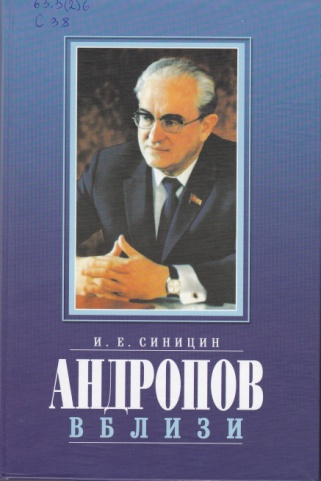 63.3(2)6
С 38
И. Е. СИНИЦИН
АНДРОПОВ
ВБЛИЗИ